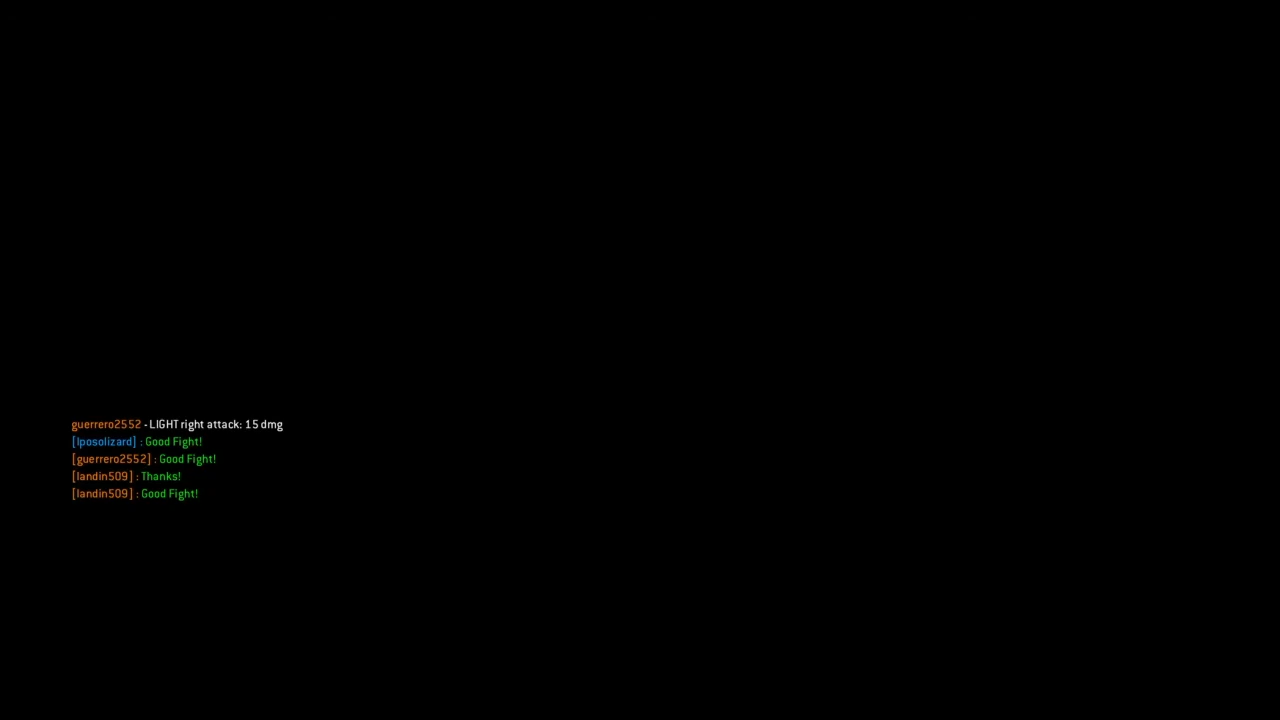 guerrero2552 - LIGHT right attack: 15 dmg
[lposolizard] : Good Fight!
[guerrero2552] : Good Fight!
[landin509] : Thanks!
[landin509] : Good Fight!